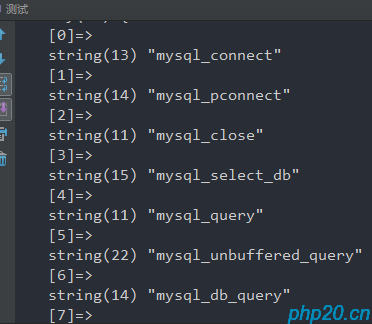 测试
[0]=>
string(13) "mysql_connect"
[1]=>
string(14) "mysql_pconnect"
[2]=>
string(11) "mysql_close"
[3]=>
string(15) "mysql_select_db"
[4]=>
string(11) "mysql_query"
[5]=>
string(22) "mysql_unbuffered_query"
[6]=>
string(14) "mysql_db_query"
[7]=>
php20.cn